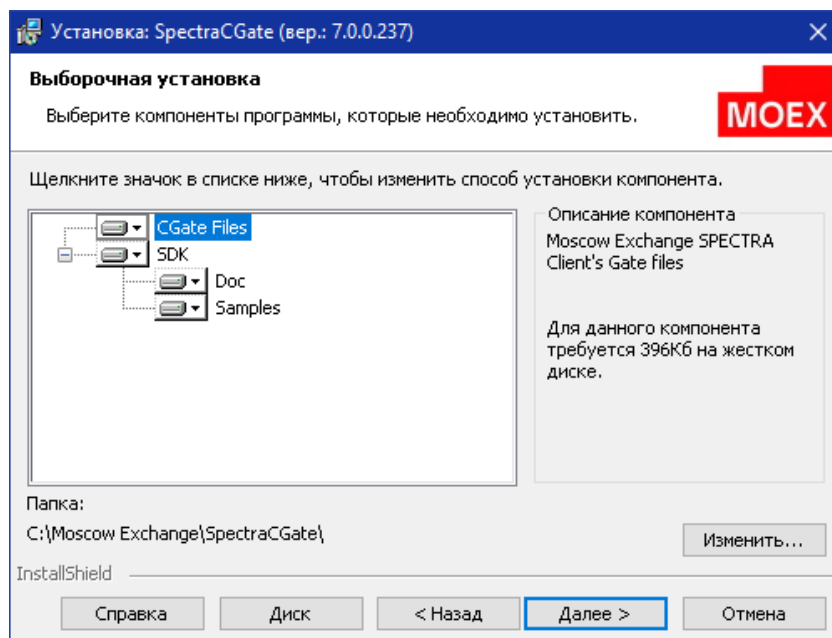 Установка: SpectraCGate (вер.: 7.0.0.237)
Выборочная установка
Выберите компоненты программы, которые необходимо установить.
MOEX
Щелкните значок в списке ниже, чтобы изменить способ установки компонента.
CGate Files
SDK
Doc
Samples
Описание компонента
Moscow Exchange SPECTRA
Client's Gate files
Для данного компонента
требуется 396Кб на жестком
диске.
Папка:
C:\Moscow Exchange\SpectraCGate\
Изменить...
InstallShield
Справка
Диск
< Назад
Далее >
Отмена